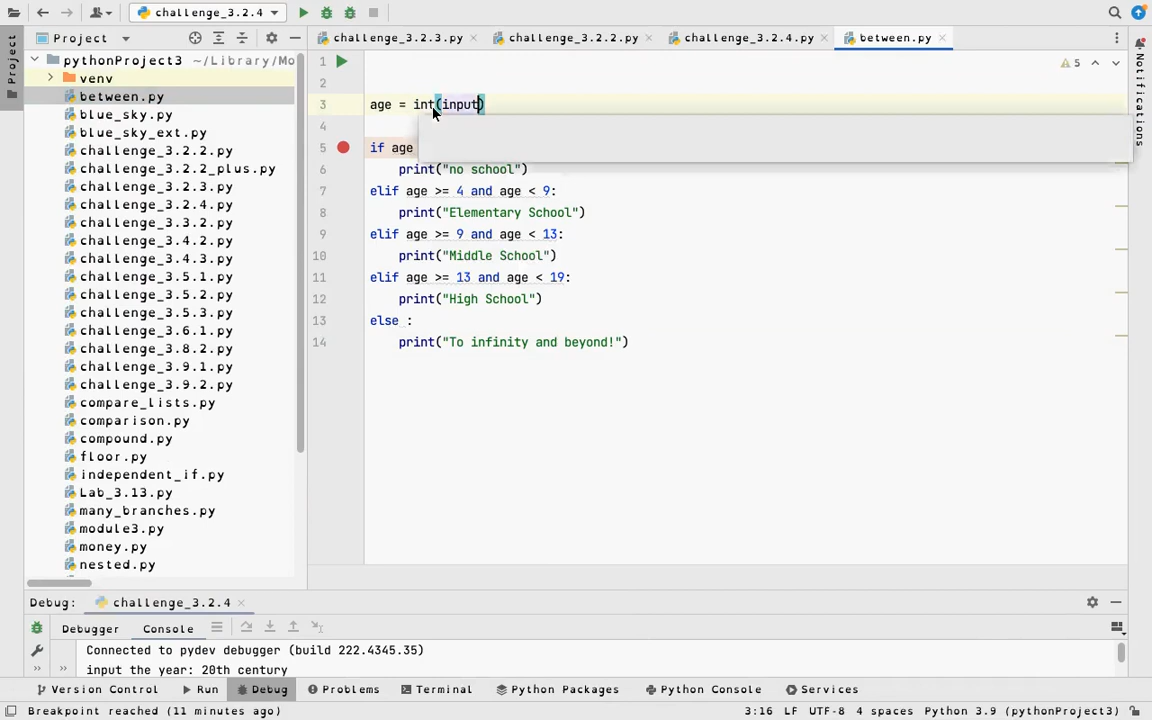 challenge_3.2.4
Project
challenge_3.2.3.py
challenge_3.2.2.py
challenge_3.2.4.py
between.py
Project
Notifications
pythonProject3 ~/Library/Mo
venv
between.py
blue_sky.py
blue_sky_ext.py
challenge_3.2.2.py
challenge_3.2.2_plus.py
challenge_3.2.3.py
challenge_3.2.4.py
challenge_3.3.2.py
challenge_3.4.2.py
challenge_3.4.3.py
challenge_3.5.1.py
challenge_3.5.2.py
challenge_3.5.3.py
challenge_3.6.1.py
challenge_3.8.2.py
challenge_3.9.1.py
challenge_3.9.2.py
compare_lists.py
comparison.py
compound.py
floor.py
independent_if.py
Lab_3.13.py
many_branches.py
module3.py
money.py
nested.py
5
1
2
3 age = int(input)
4
5 if age
6 print("no school")
7 elif age >= 4 and age < 9:
8 print("Elementary School")
9 elif age >= 9 and age < 13:
10 print("Middle School")
11 elif age >= 13 and age < 19:
12 print("High School")
13 else :
14 print("To infinity and beyond!")
Debug: challenge_3.2.4
Debugger Console
Connected to pydev debugger (build 222.4345.35)
input the year: 20th century
Version Control Run Debug Problems Terminal Python Packages Python Console Services
Breakpoint reached (11 minutes ago) 3:16 LF UTF-8 4 spaces Python 3.9 (pythonProject3)